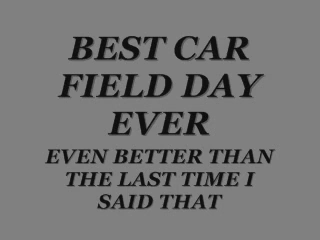 BEST CAR
FIELD DAY
EVER
EVEN BETTER THAN
THE LAST TIME I
SAID THAT